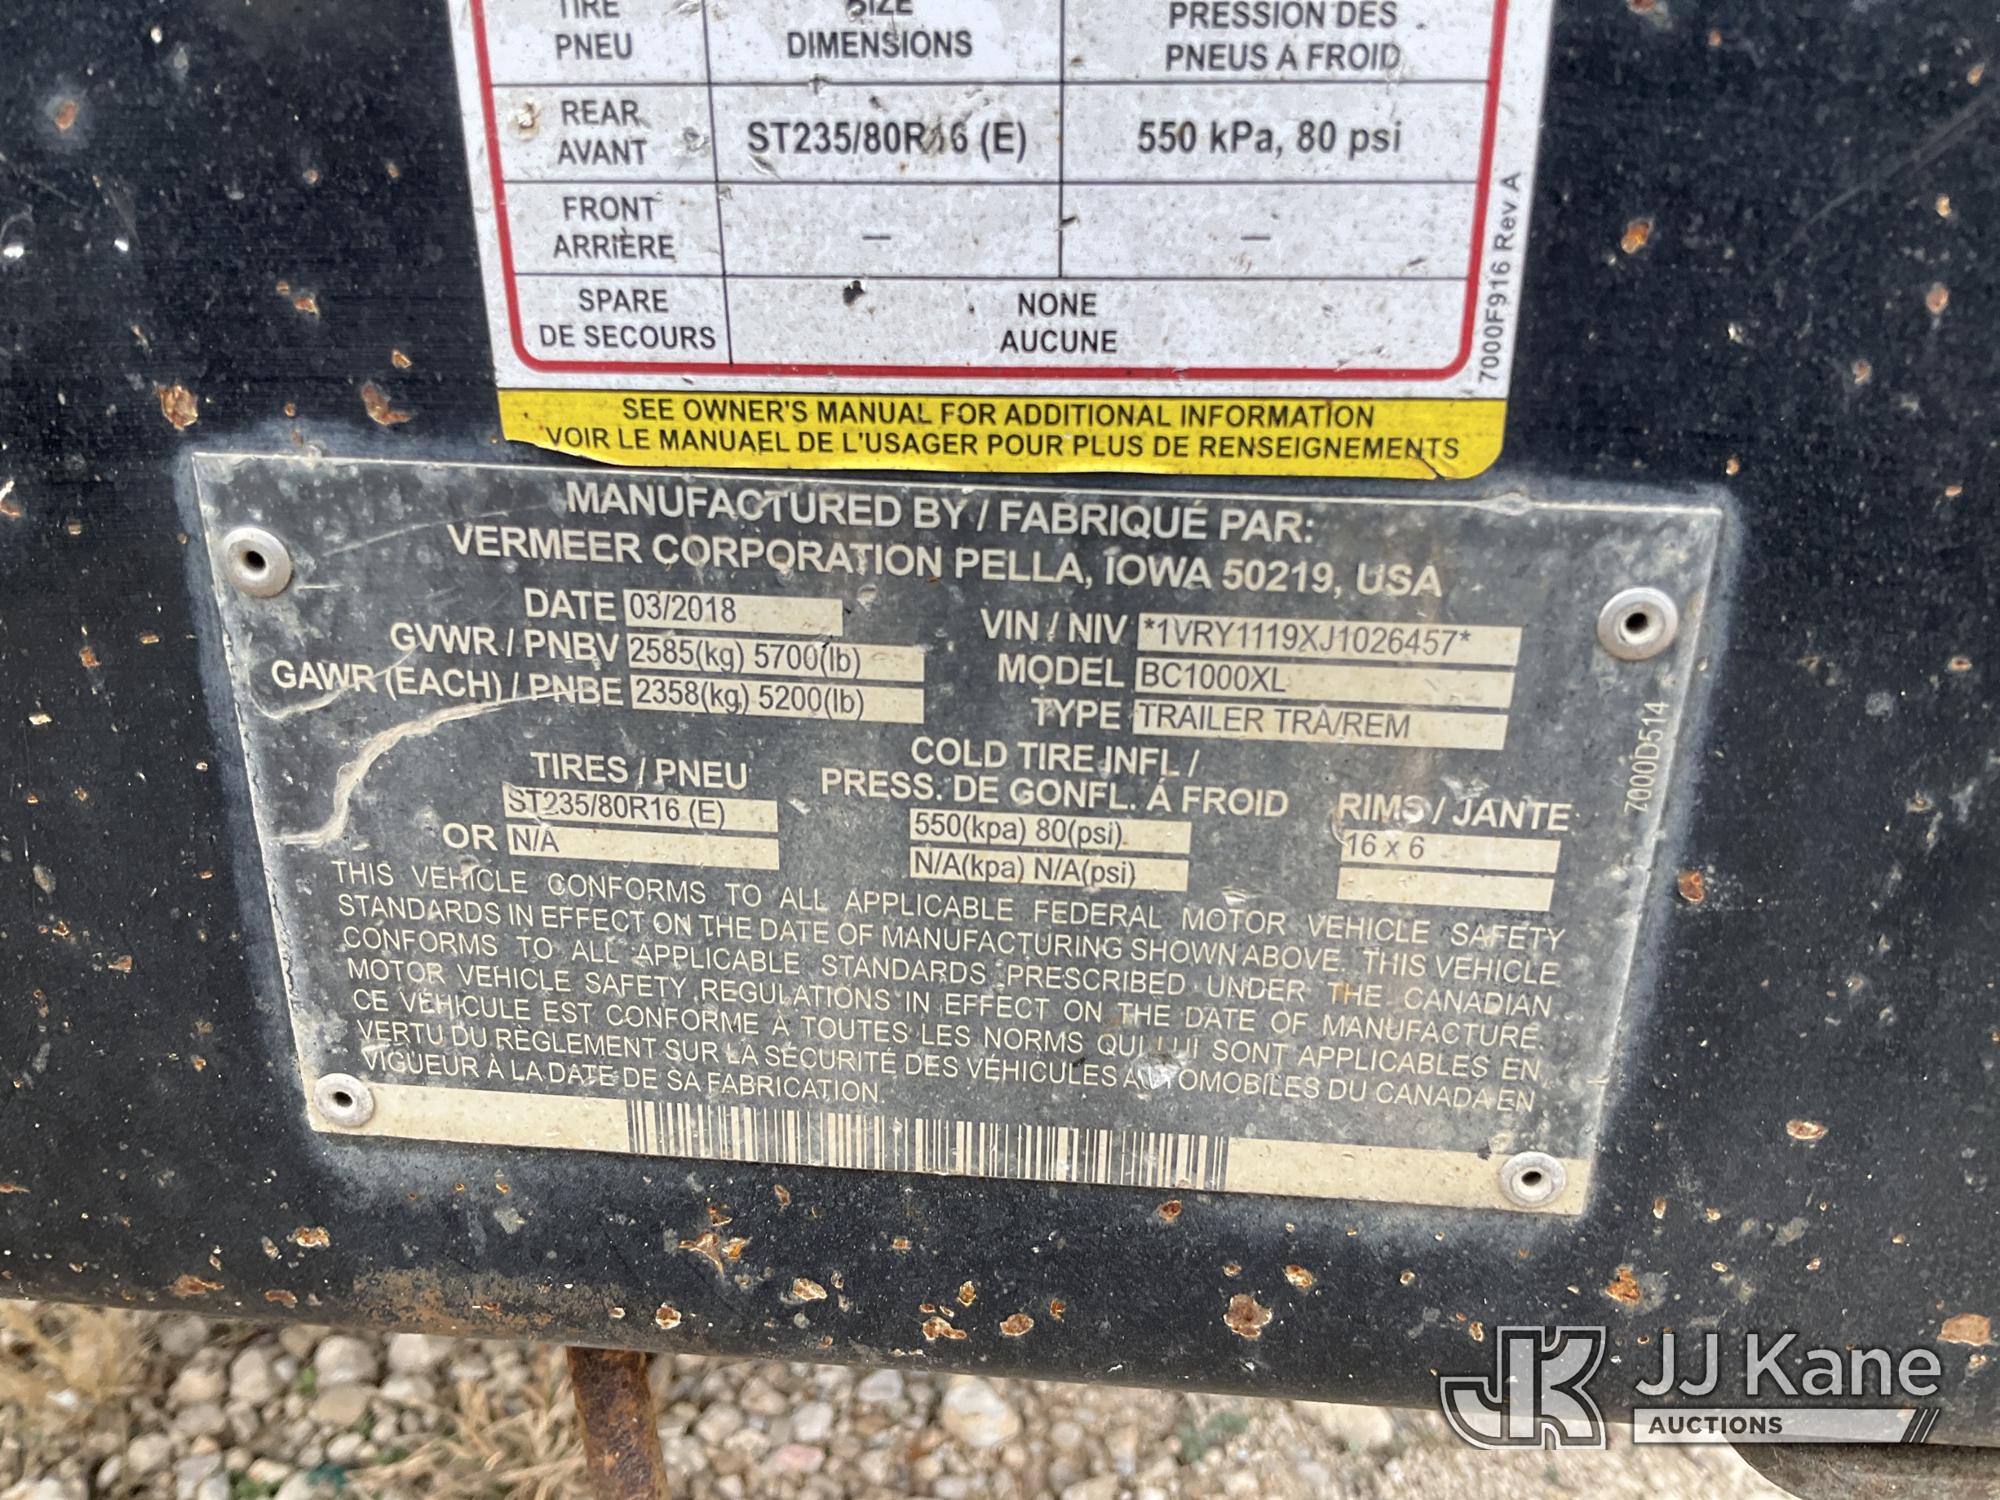 TIRE
PNEU
SIZE
DIMENSIONS
PRESSION DES
PNEUS À FROID
REAR
AVANT
ST235/80R16 (E)
550 kPa, 80 psi
FRONT
ARRIÈRE
—
—
SPARE
DE SECOURS
NONE
AUCUNE
7000F916 Rev A
SEE OWNER'S MANUAL FOR ADDITIONAL INFORMATION
VOIR LE MANUAEL DE L'USAGER POUR PLUS DE RENSEIGNEMENTS
MANUFACTURED BY / FABRIQUÉ PAR:
VERMEER CORPORATION PELLA, IOWA 50219, USA
DATE 03/2018
GVWR / PNBV 2585(kg) 5700(lb)
GAWR (EACH) / PNBE 2358(kg) 5200(lb)
VIN / NIV *1VRY1119XJ1026457*
MODEL BC1000XL
TYPE TRAILER TRA/REM
TIRES / PNEU
ST235/80R16 (E)
OR N/A
COLD TIRE INFL /
PRESS. DE GONFL. À FROID
550(kpa) 80(psi)
N/A(kpa) N/A(psi)
RIMS / JANTE
16 x 6
7000D514
THIS VEHICLE CONFORMS TO ALL APPLICABLE FEDERAL MOTOR VEHICLE SAFETY
STANDARDS IN EFFECT ON THE DATE OF MANUFACTURING SHOWN ABOVE. THIS VEHICLE
CONFORMS TO ALL APPLICABLE STANDARDS PRESCRIBED UNDER THE CANADIAN
MOTOR VEHICLE SAFETY REGULATIONS IN EFFECT ON THE DATE OF MANUFACTURE.
CE VÉHICULE EST CONFORME À TOUTES LES NORMS QUI LUI SONT APPLICABLES EN
VERTU DU RÈGLEMENT SUR LA SÉCURITÉ DES VÉHICULES AUTOMOBILES DU CANADA EN
VIGUEUR À LA DATE DE SA FABRICATION.
JK JJ Kane
AUCTIONS